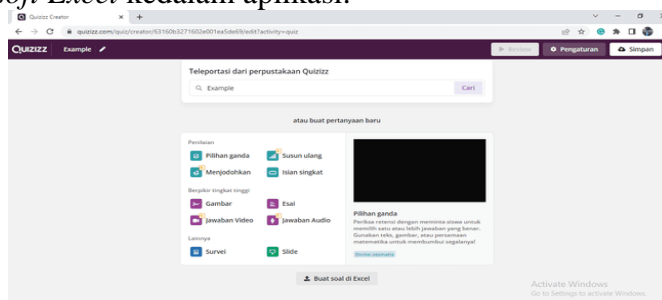 soft Excel kedalam aplikasi.
Quizizz Creator
quizizz.com/quiz/creator/63160b3271602e001ea5de69/edit?activity=quiz
QUIZIZZ Example Review Pengaturan Simpan
Teleportasi dari perpustakaan Quizizz
Example Cari
atau buat pertanyaan baru
Penilaian
Pilihan ganda Susun ulang
Menjodohkan Isian singkat
Berpikir tingkat tinggi
Gambar Esai
Jawaban Video Jawaban Audio
Lainnya
Survei Slide
Pilihan ganda
Periksa retensi dengan meminta siswa untuk
memilih satu atau lebih jawaban yang benar.
Gunakan teks, gambar, atau persamaan
matematika untuk membumbui segalanya!
Buat soal di Excel
Activate Windows
Go to Settings to activate Windows.